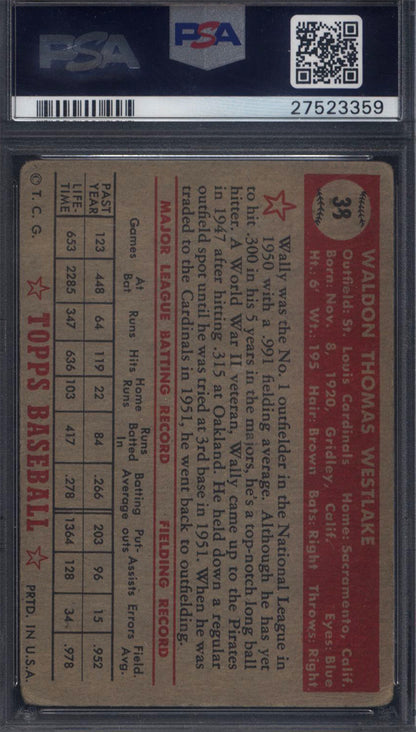 PSA
PSA
27523359
38
WALDON THOMAS WESTLAKE
Outfield: St. Louis Cardinals Home: Sacramento, Calif.
Born: Nov. 8, 1920, Gridley, Calif. Eyes: Blue
Ht.: 6' Wt.: 195 Hair: Brown Bats: Right Throws: Right
Wally was the No. 1 outfielder in the National League in
1950 with a .991 fielding average. Although he has yet
to hit .300 in his 5 years in the majors, he's a top-notch long ball
hitter. A World War II veteran, Wally came up to the Pirates
in 1947 after hitting .315 at Oakland. He held down a regular
outfield spot until he was tried at 3rd base in 1951. When he was
traded to the Cardinals in 1951, he went back to outfielding.
MAJOR LEAGUE BATTING RECORD FIELDING RECORD
Games At Bat Runs Hits Home Runs Runs Batted In Batting Average Put-outs Assists Errors Field. Avg.
PAST YEAR 123 448 64 119 22 84 .266 203 96 15 .952
LIFE-TIME 653 2285 347 636 103 417 .278 1364 128 34- .978
© T. C. G. TOPPS BASEBALL PRTD. IN U.S.A.